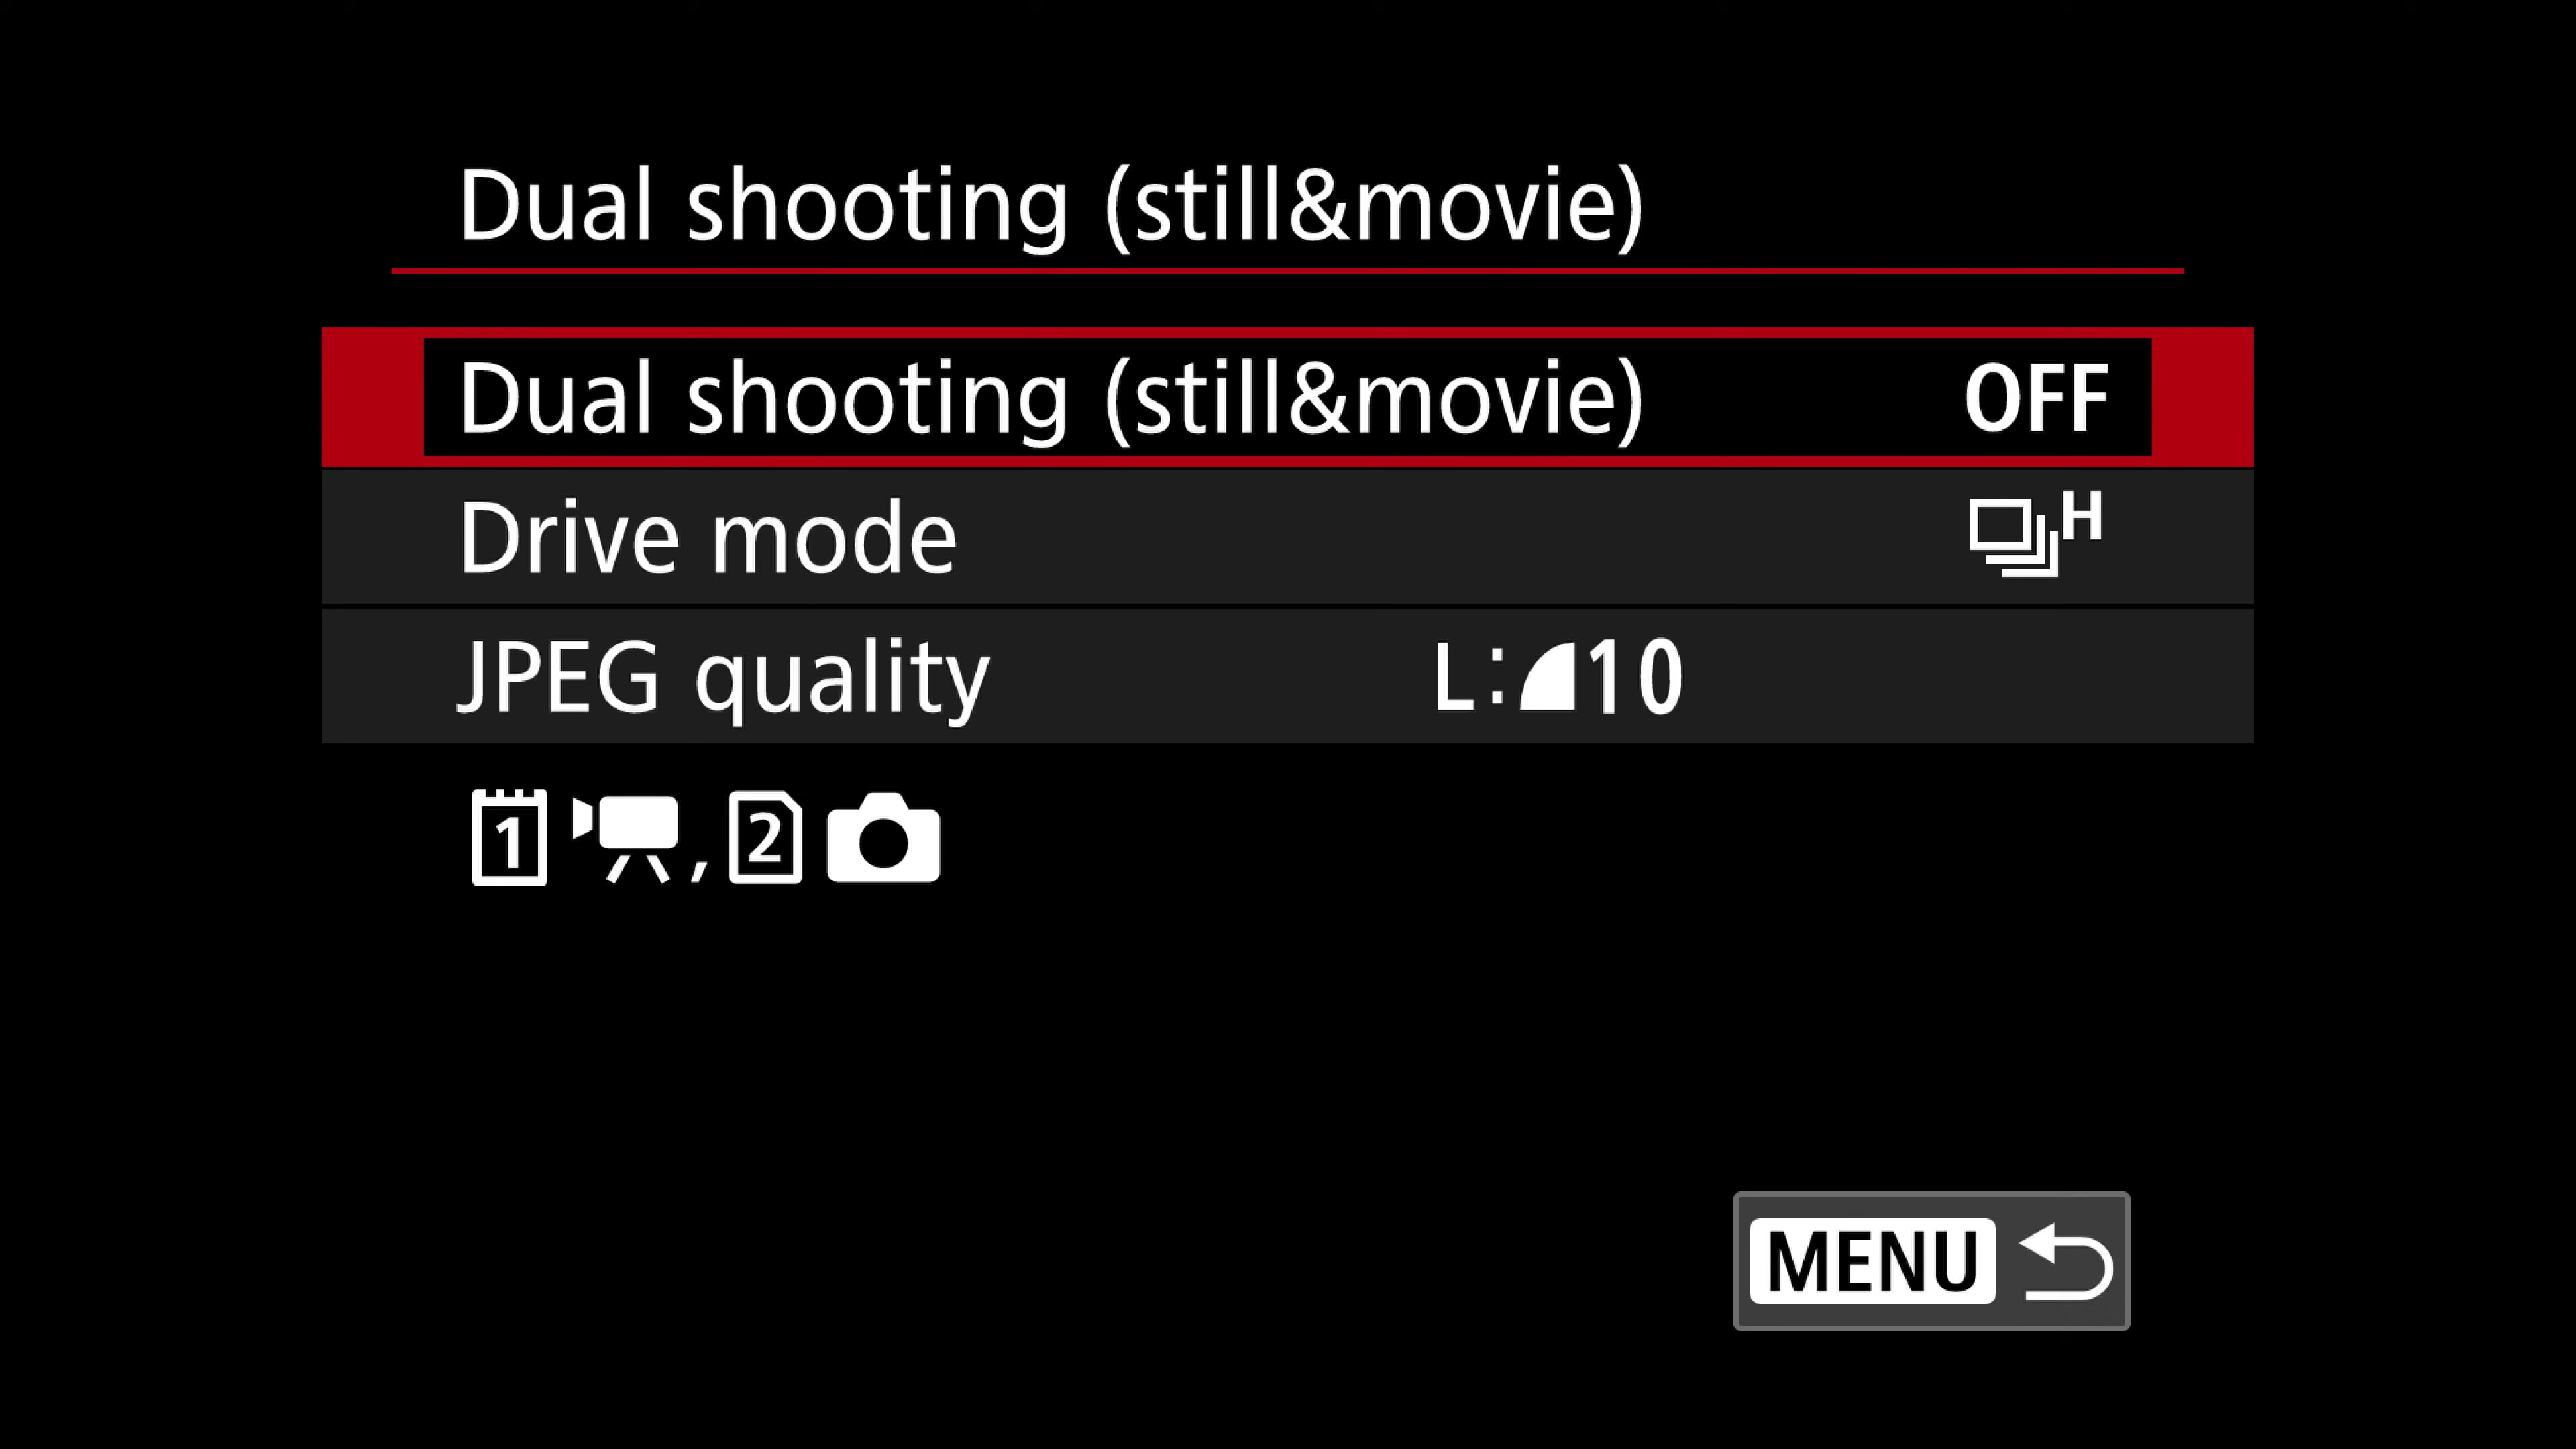 Dual shooting (still&movie)
Dual shooting (still&movie) OFF
Drive mode H
JPEG quality L:10
1 , 2
MENU